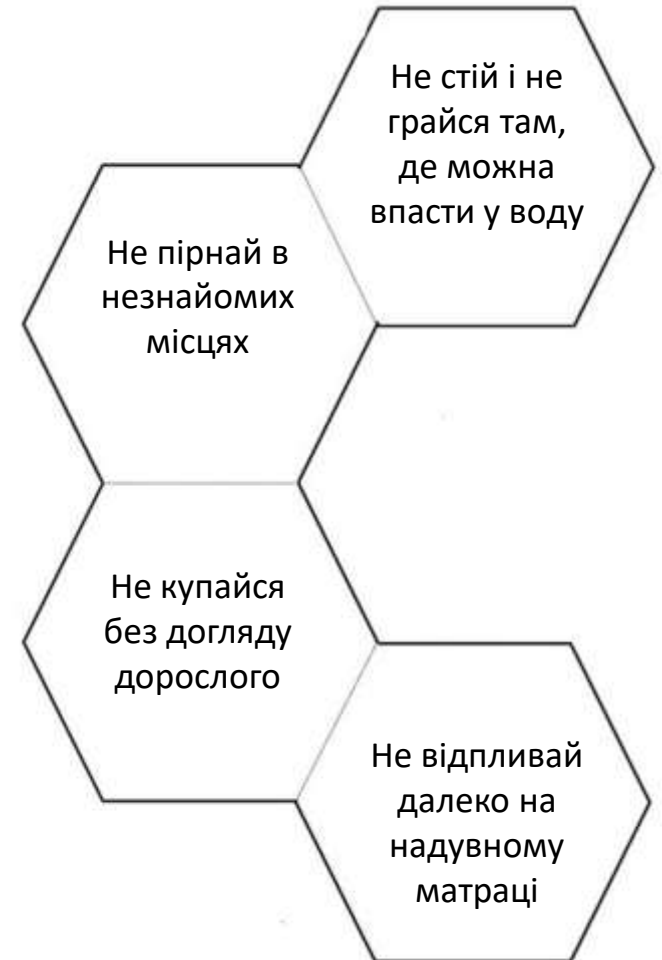 Не стій і не
грайся там,
де можна
впасти у воду
Не пірнай в
незнайомих
місцях
Не купайся
без догляду
дорослого
Не відпливай
далеко на
надувному
матраці